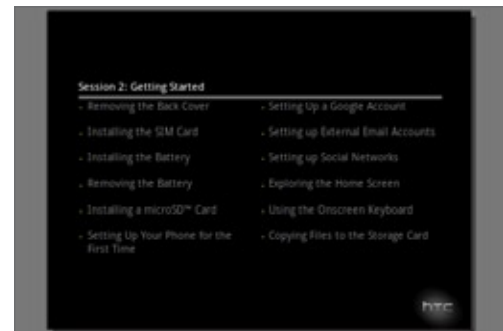 Session 2: Getting Started
- Removing the Back Cover
- Installing the SIM Card
- Installing the Battery
- Removing the Battery
- Installing a microSD™ Card
- Setting Up Your Phone for the
First Time
- Setting Up a Google Account
- Setting up External Email Accounts
- Setting up Social Networks
- Exploring the Home Screen
- Using the Onscreen Keyboard
- Copying Files to the Storage Card
hTC